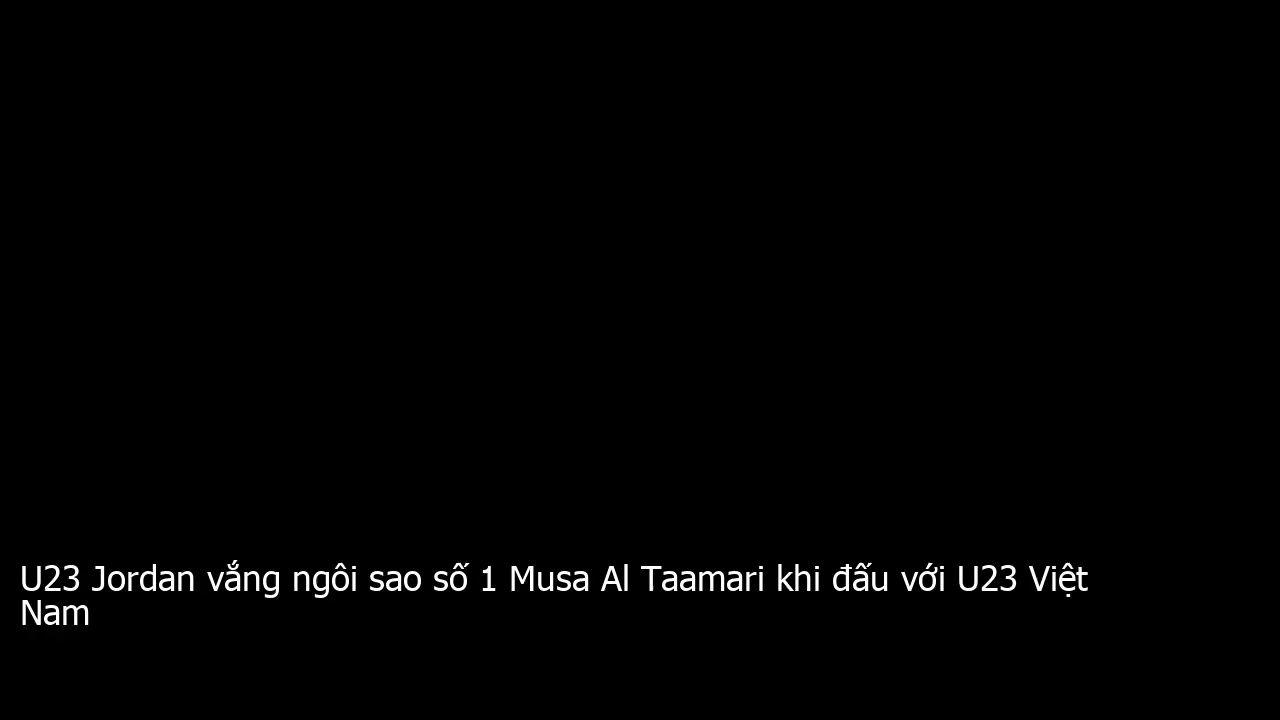 U23 Jordan vắng ngôi sao số 1 Musa Al Taamari khi đấu với U23 Việt
Nam